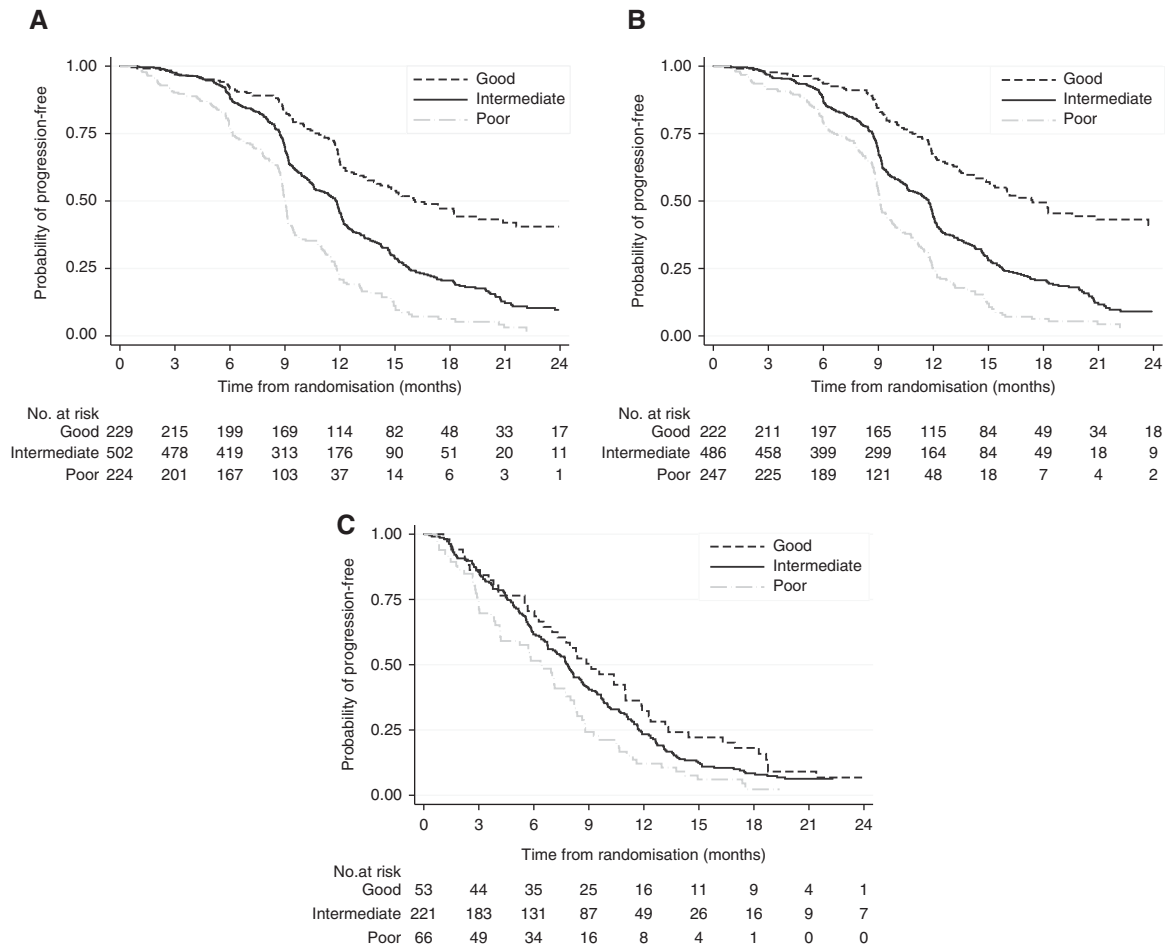 A
Probability of progression-free
1.00
0.75
0.50
0.25
0.00
Good
Intermediate
Poor
0 3 6 9 12 15 18 21 24
Time from randomisation (months)
No. at risk
Good 229 215 199 169 114 82 48 33 17
Intermediate 502 478 419 313 176 90 51 20 11
Poor 224 201 167 103 37 14 6 3 1
B
Probability of progression-free
1.00
0.75
0.50
0.25
0.00
Good
Intermediate
Poor
0 3 6 9 12 15 18 21 24
Time from randomisation (months)
No. at risk
Good 222 211 197 165 115 84 49 34 18
Intermediate 486 458 399 299 164 84 49 18 9
Poor 247 225 189 121 48 18 7 4 2
C
Probability of progression-free
1.00
0.75
0.50
0.25
0.00
Good
Intermediate
Poor
0 3 6 9 12 15 18 21 24
Time from randomisation (months)
No.at risk
Good 53 44 35 25 16 11 9 4 1
Intermediate 221 183 131 87 49 26 16 9 7
Poor 66 49 34 16 8 4 1 0 0